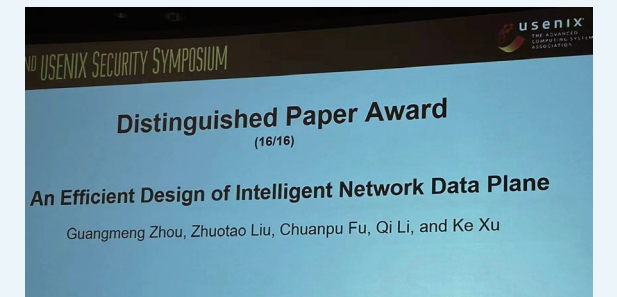 usenix
THE ADVANCED
COMPUTING SYSTEMS
ASSOCIATION
ND USENIX SECURITY SYMPOSIUM
Distinguished Paper Award
(16/16)
An Efficient Design of Intelligent Network Data Plane
Guangmeng Zhou, Zhuotao Liu, Chuanpu Fu, Qi Li, and Ke Xu